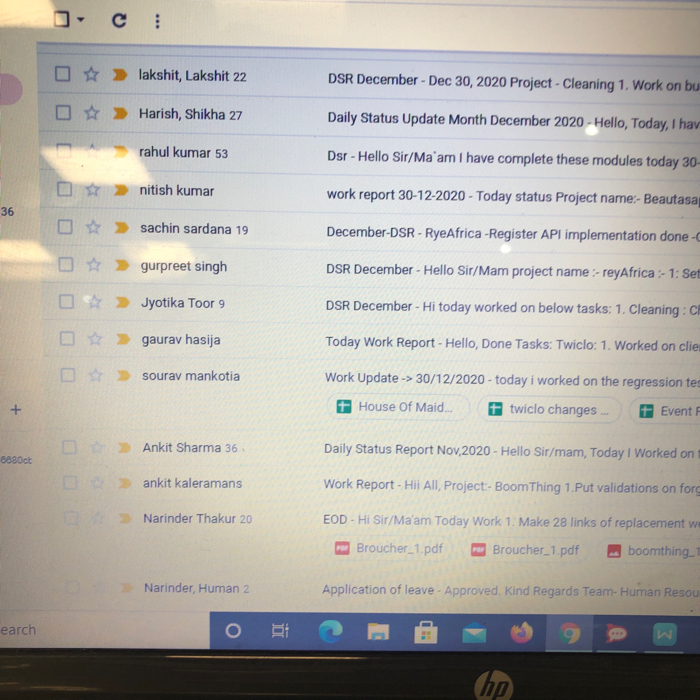 lakshit, Lakshit 22 DSR December - Dec 30, 2020 Project - Cleaning 1. Work on bu
Harish, Shikha 27 Daily Status Update Month December 2020 - Hello, Today, I hav
rahul kumar 53 Dsr - Hello Sir/Ma'am I have complete these modules today 30-
nitish kumar work report 30-12-2020 - Today status Project name:- Beautasap
36
sachin sardana 19 December-DSR - RyeAfrica -Register API implementation done -
gurpreet singh DSR December - Hello Sir/Mam project name :- reyAfrica :- 1: Set
Jyotika Toor 9 DSR December - Hi today worked on below tasks: 1. Cleaning : Ch
gaurav hasija Today Work Report - Hello, Done Tasks: Twiclo: 1. Worked on clie
sourav mankotia Work Update -> 30/12/2020 - today i worked on the regression tes
House Of Maid... twiclo changes ... Event F
Ankit Sharma 36 Daily Status Report Nov,2020 - Hello Sir/mam, Today I Worked on
ankit kaleramans Work Report - Hii All, Project:- BoomThing 1.Put validations on forg
Narinder Thakur 20 EOD - Hi Sir/Ma'am Today Work 1. Make 28 links of replacement w
PDF Broucher_1.pdf PDF Broucher_1.pdf boomthing_1
Narinder, Human 2 Application of leave - Approved. Kind Regards Team- Human Resou
earch
hp